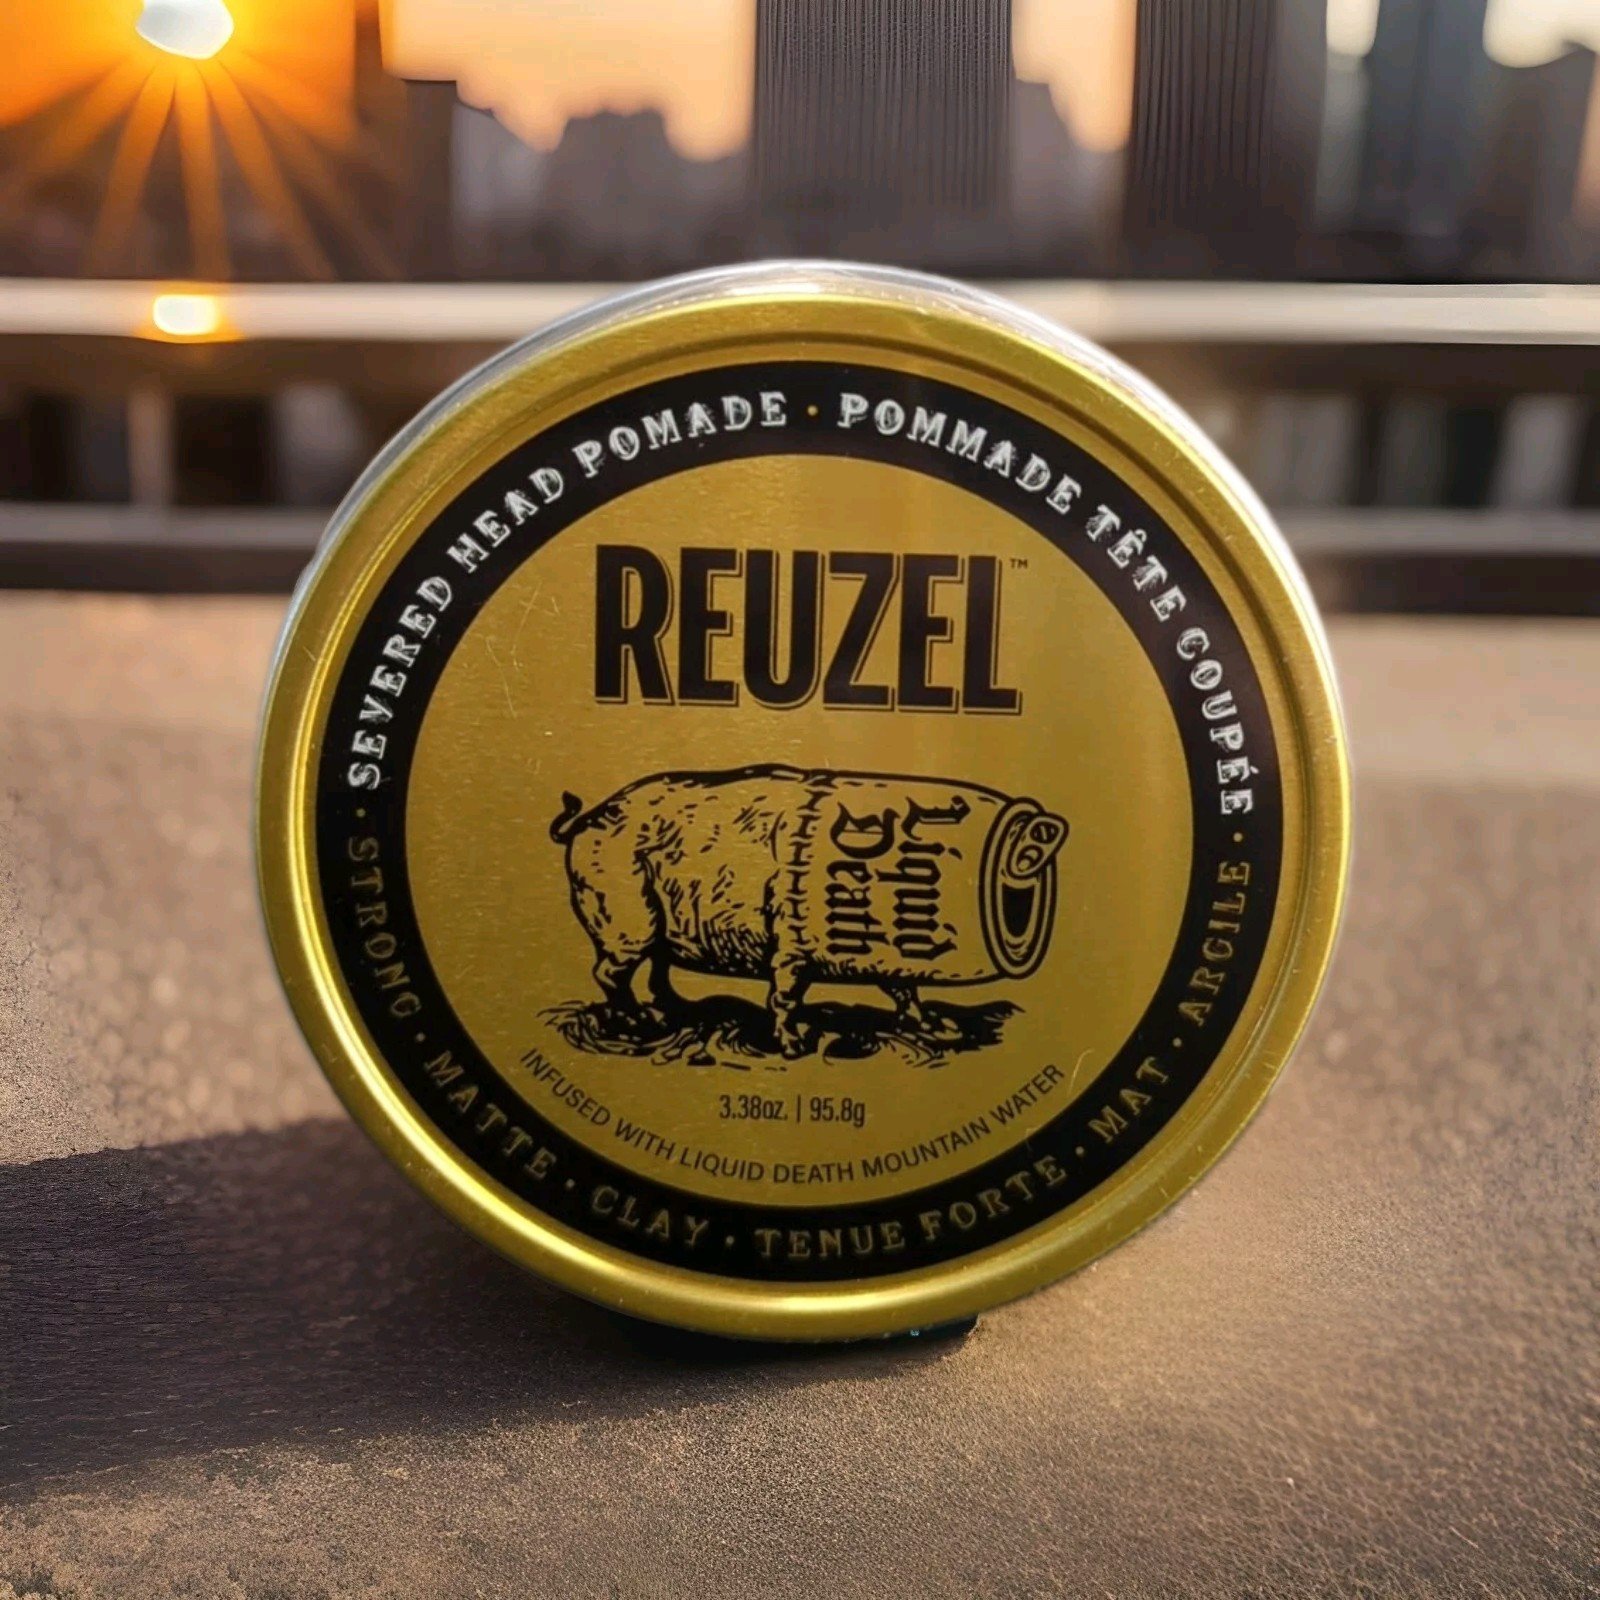 SEVERED HEAD POMADE · POMMADE TÊTE COUPÉE ·
REUZEL™
Liquid
Death
3.38oz. | 95.8g
INFUSED WITH LIQUID DEATH MOUNTAIN WATER
STRONG · MATTE · CLAY · TENUE FORTE · MAT · ARGILE ·